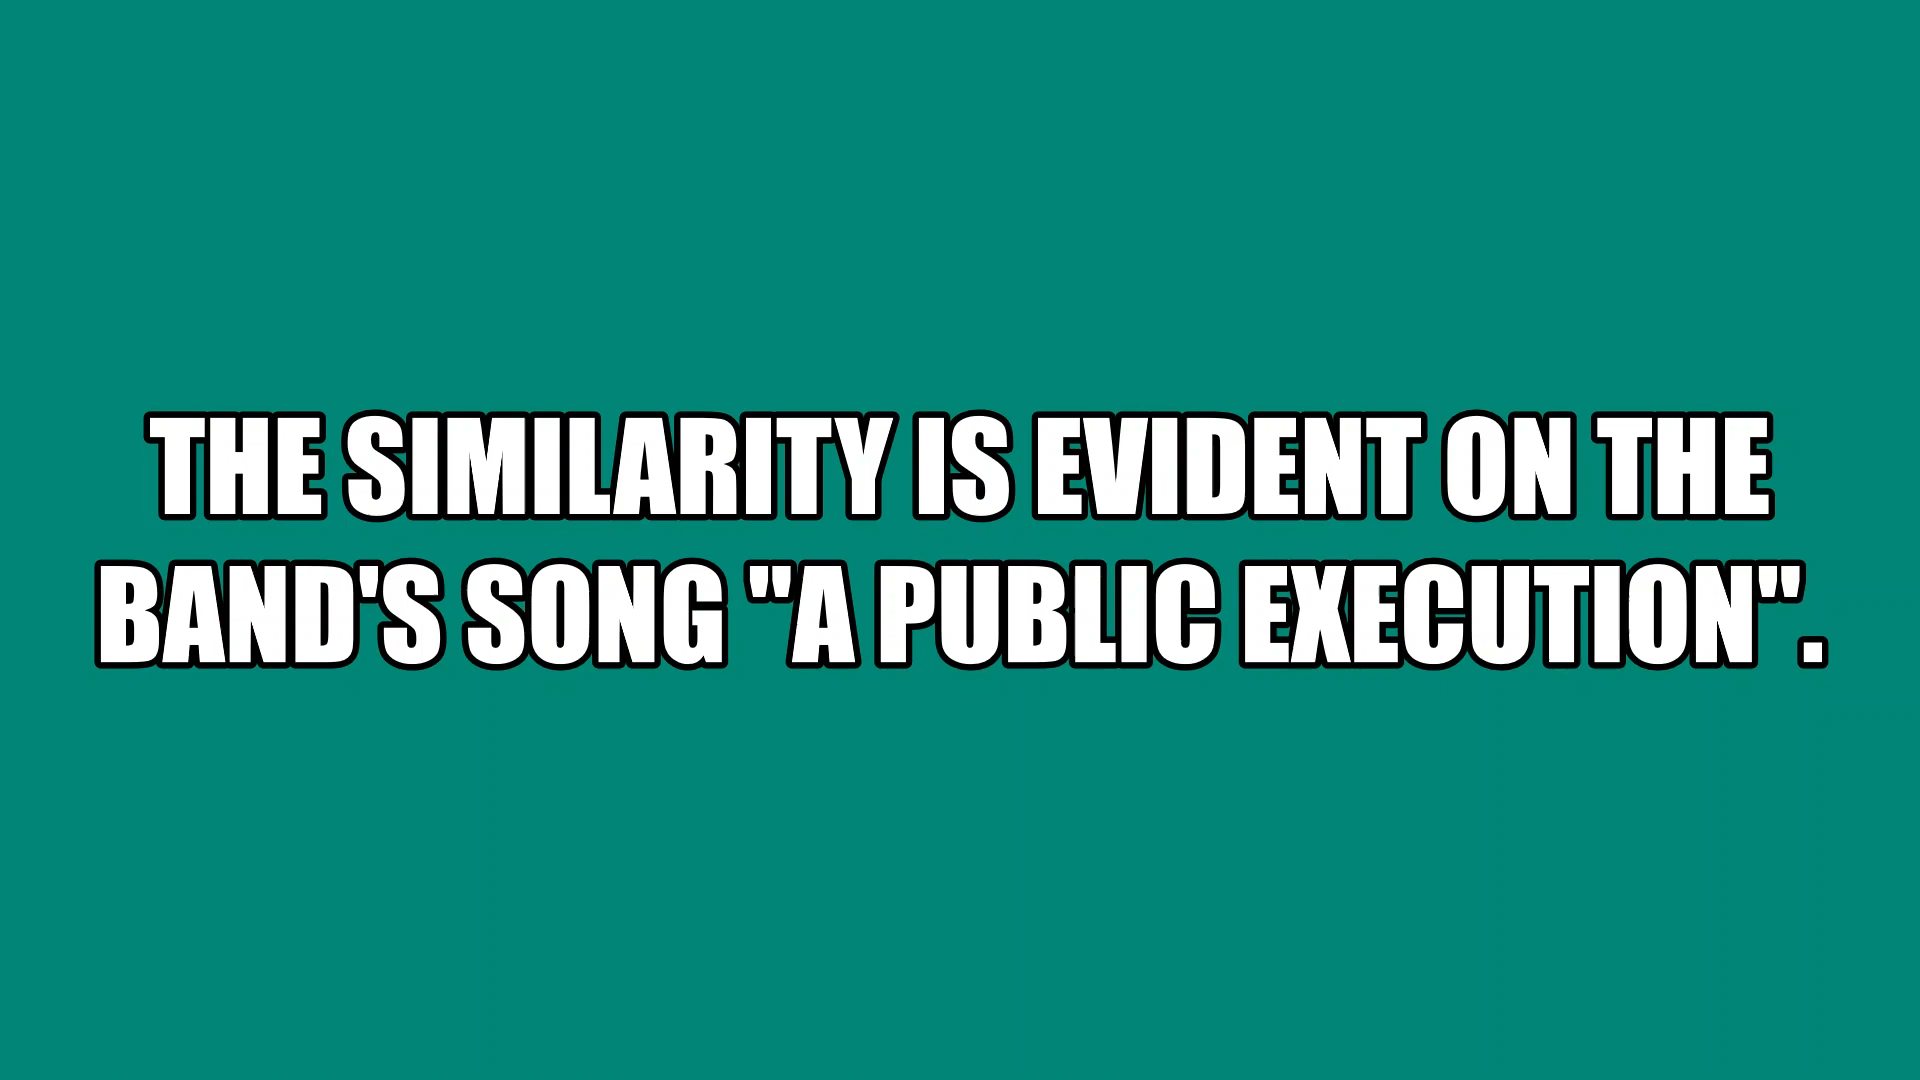 THE SIMILARITY IS EVIDENT ON THE
BAND'S SONG "A PUBLIC EXECUTION".